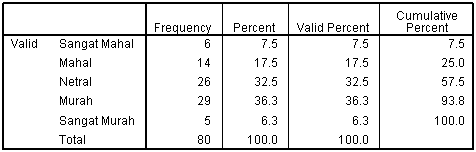 Frequency Percent Valid Percent Cumulative Percent
Valid Sangat Mahal 6 7.5 7.5 7.5
Mahal 14 17.5 17.5 25.0
Netral 26 32.5 32.5 57.5
Murah 29 36.3 36.3 93.8
Sangat Murah 5 6.3 6.3 100.0
Total 80 100.0 100.0